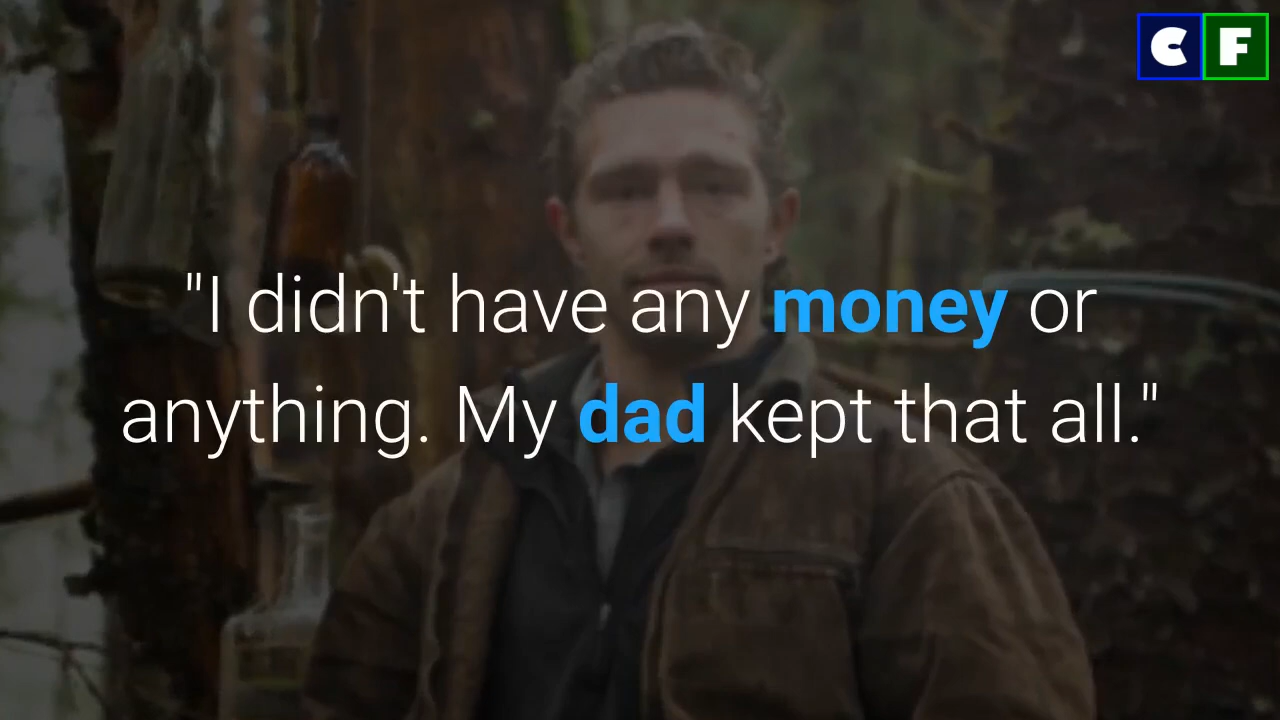 CF
"I didn't have any money or
anything. My dad kept that all."